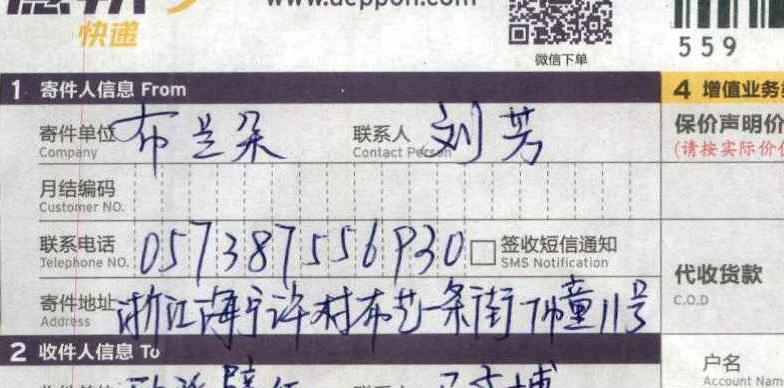 www.deppon.com
快递
微信下单
559
1 寄件人信息 From
4 增值业务
寄件单位 布兰朵 联系人 刘芳
Company Contact Person
保价声明价
(请按实际价值
月结编码
Customer NO.
联系电话 057387556930 签收短信通知
Telephone NO. SMS Notification
代收货款
C.O.D
寄件地址 浙江海宁许村布艺一条街 11号
Address
2 收件人信息 To
户名
Account Nam